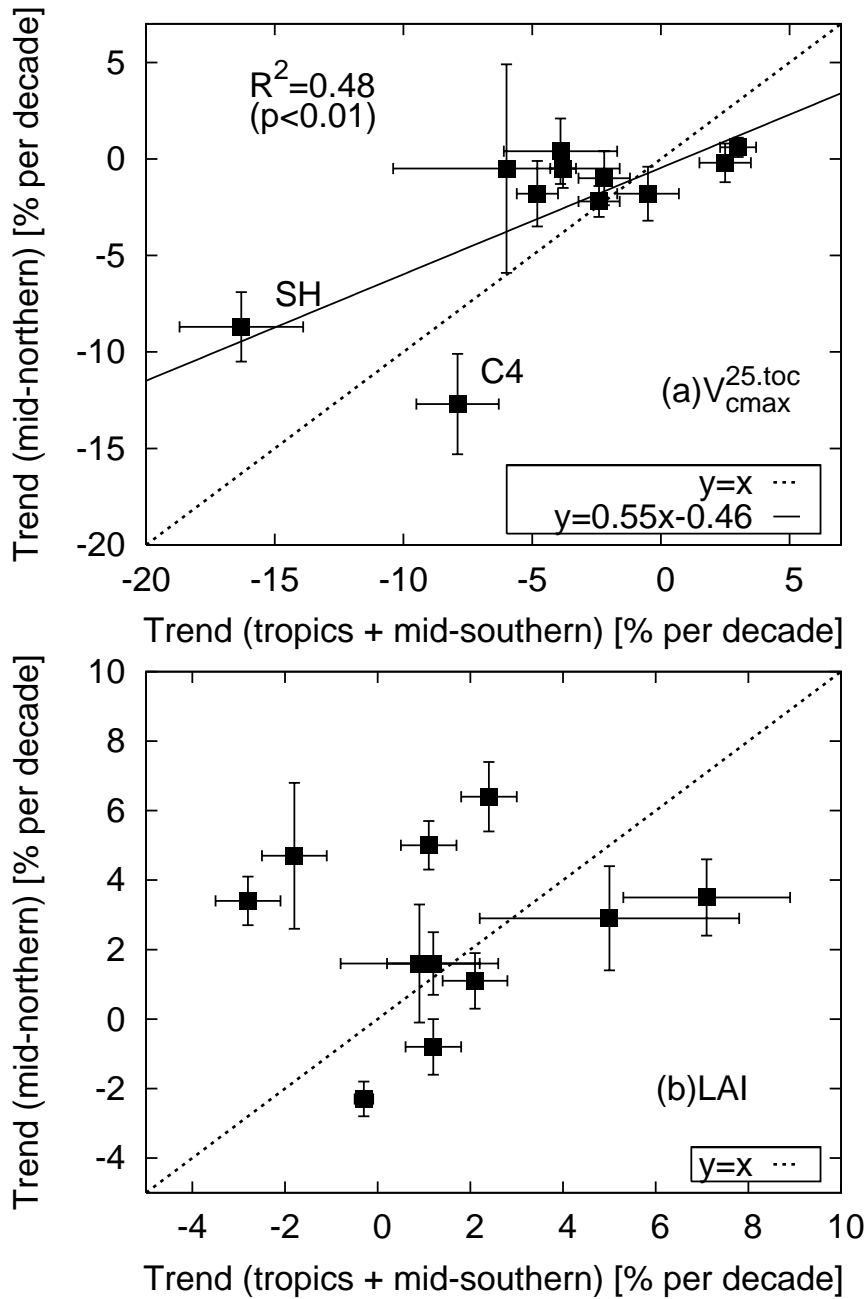 R²=0.48
(p<0.01)
SH
C4
(a)V_cmax^25.toc
y=x
y=0.55x-0.46
5
0
-5
-10
-15
-20
-20 -15 -10 -5 0 5
Trend (mid-northern) [% per decade]
Trend (tropics + mid-southern) [% per decade]
10
8
6
4
2
0
-2
-4
(b)LAI
y=x
-4 -2 0 2 4 6 8 10
Trend (mid-northern) [% per decade]
Trend (tropics + mid-southern) [% per decade]